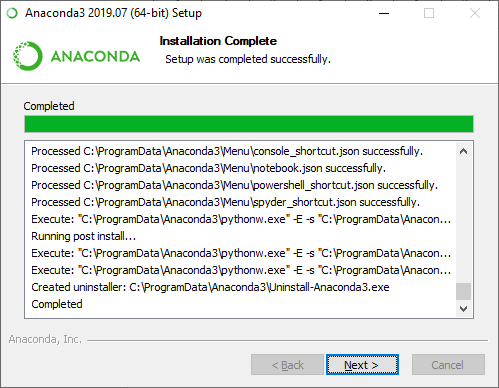 Anaconda3 2019.07 (64-bit) Setup
ANACONDA
Installation Complete
Setup was completed successfully.
Completed
Processed C:\ProgramData\Anaconda3\Menu\console_shortcut.json successfully.
Processed C:\ProgramData\Anaconda3\Menu\notebook.json successfully.
Processed C:\ProgramData\Anaconda3\Menu\powershell_shortcut.json successfully.
Processed C:\ProgramData\Anaconda3\Menu\spyder_shortcut.json successfully.
Execute: "C:\ProgramData\Anaconda3\pythonw.exe" -E -s "C:\ProgramData\Anacon...
Running post install...
Execute: "C:\ProgramData\Anaconda3\pythonw.exe" -E -s "C:\ProgramData\Anacon...
Execute: "C:\ProgramData\Anaconda3\pythonw.exe" -E -s "C:\ProgramData\Anacon...
Created uninstaller: C:\ProgramData\Anaconda3\Uninstall-Anaconda3.exe
Completed
Anaconda, Inc.
< Back Next > Cancel